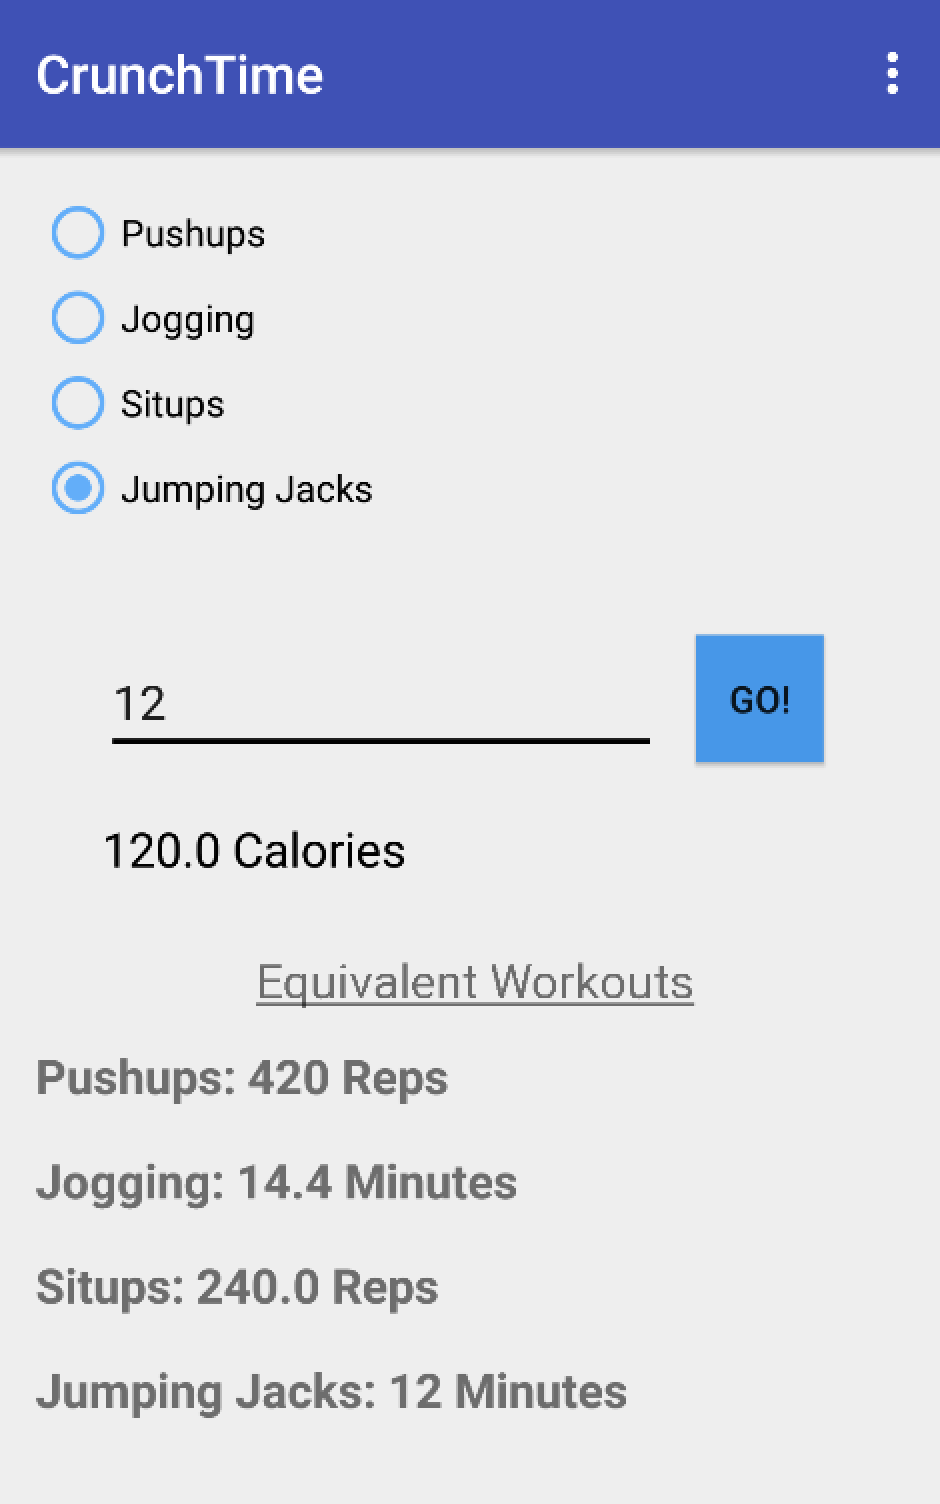 CrunchTime
Pushups
Jogging
Situps
Jumping Jacks
12
GO!
120.0 Calories
Equivalent Workouts
Pushups: 420 Reps
Jogging: 14.4 Minutes
Situps: 240.0 Reps
Jumping Jacks: 12 Minutes